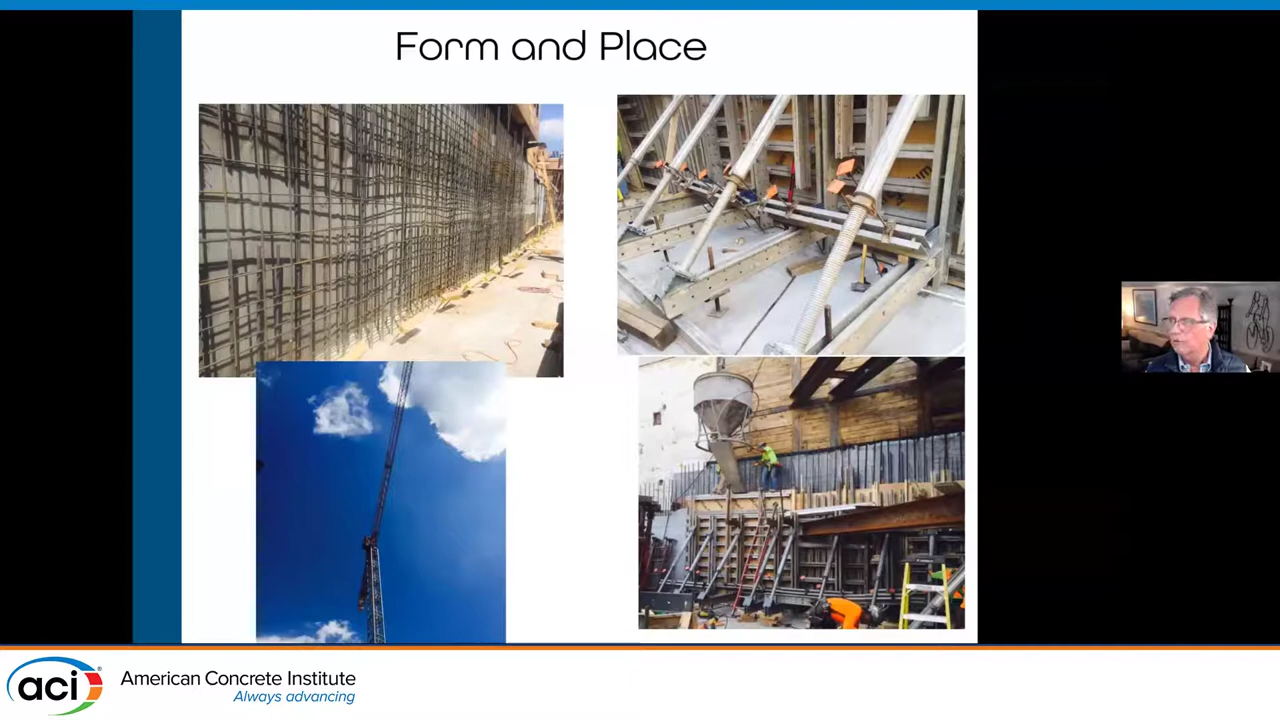 Form and Place
aci®
American Concrete Institute
Always advancing